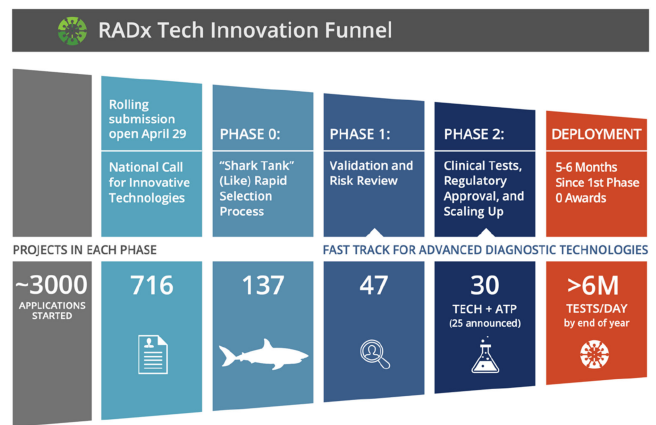 RADx Tech Innovation Funnel
Rolling
submission
open April 29
National Call
for Innovative
Technologies
PHASE 0:
“Shark Tank”
(Like) Rapid
Selection
Process
PHASE 1:
Validation and
Risk Review
PHASE 2:
Clinical Tests,
Regulatory
Approval, and
Scaling Up
DEPLOYMENT
5-6 Months
Since 1st Phase
0 Awards
PROJECTS IN EACH PHASE
FAST TRACK FOR ADVANCED DIAGNOSTIC TECHNOLOGIES
~3000
APPLICATIONS
STARTED
716
137
47
30
TECH + ATP
(25 announced)
>6M
TESTS/DAY
by end of year